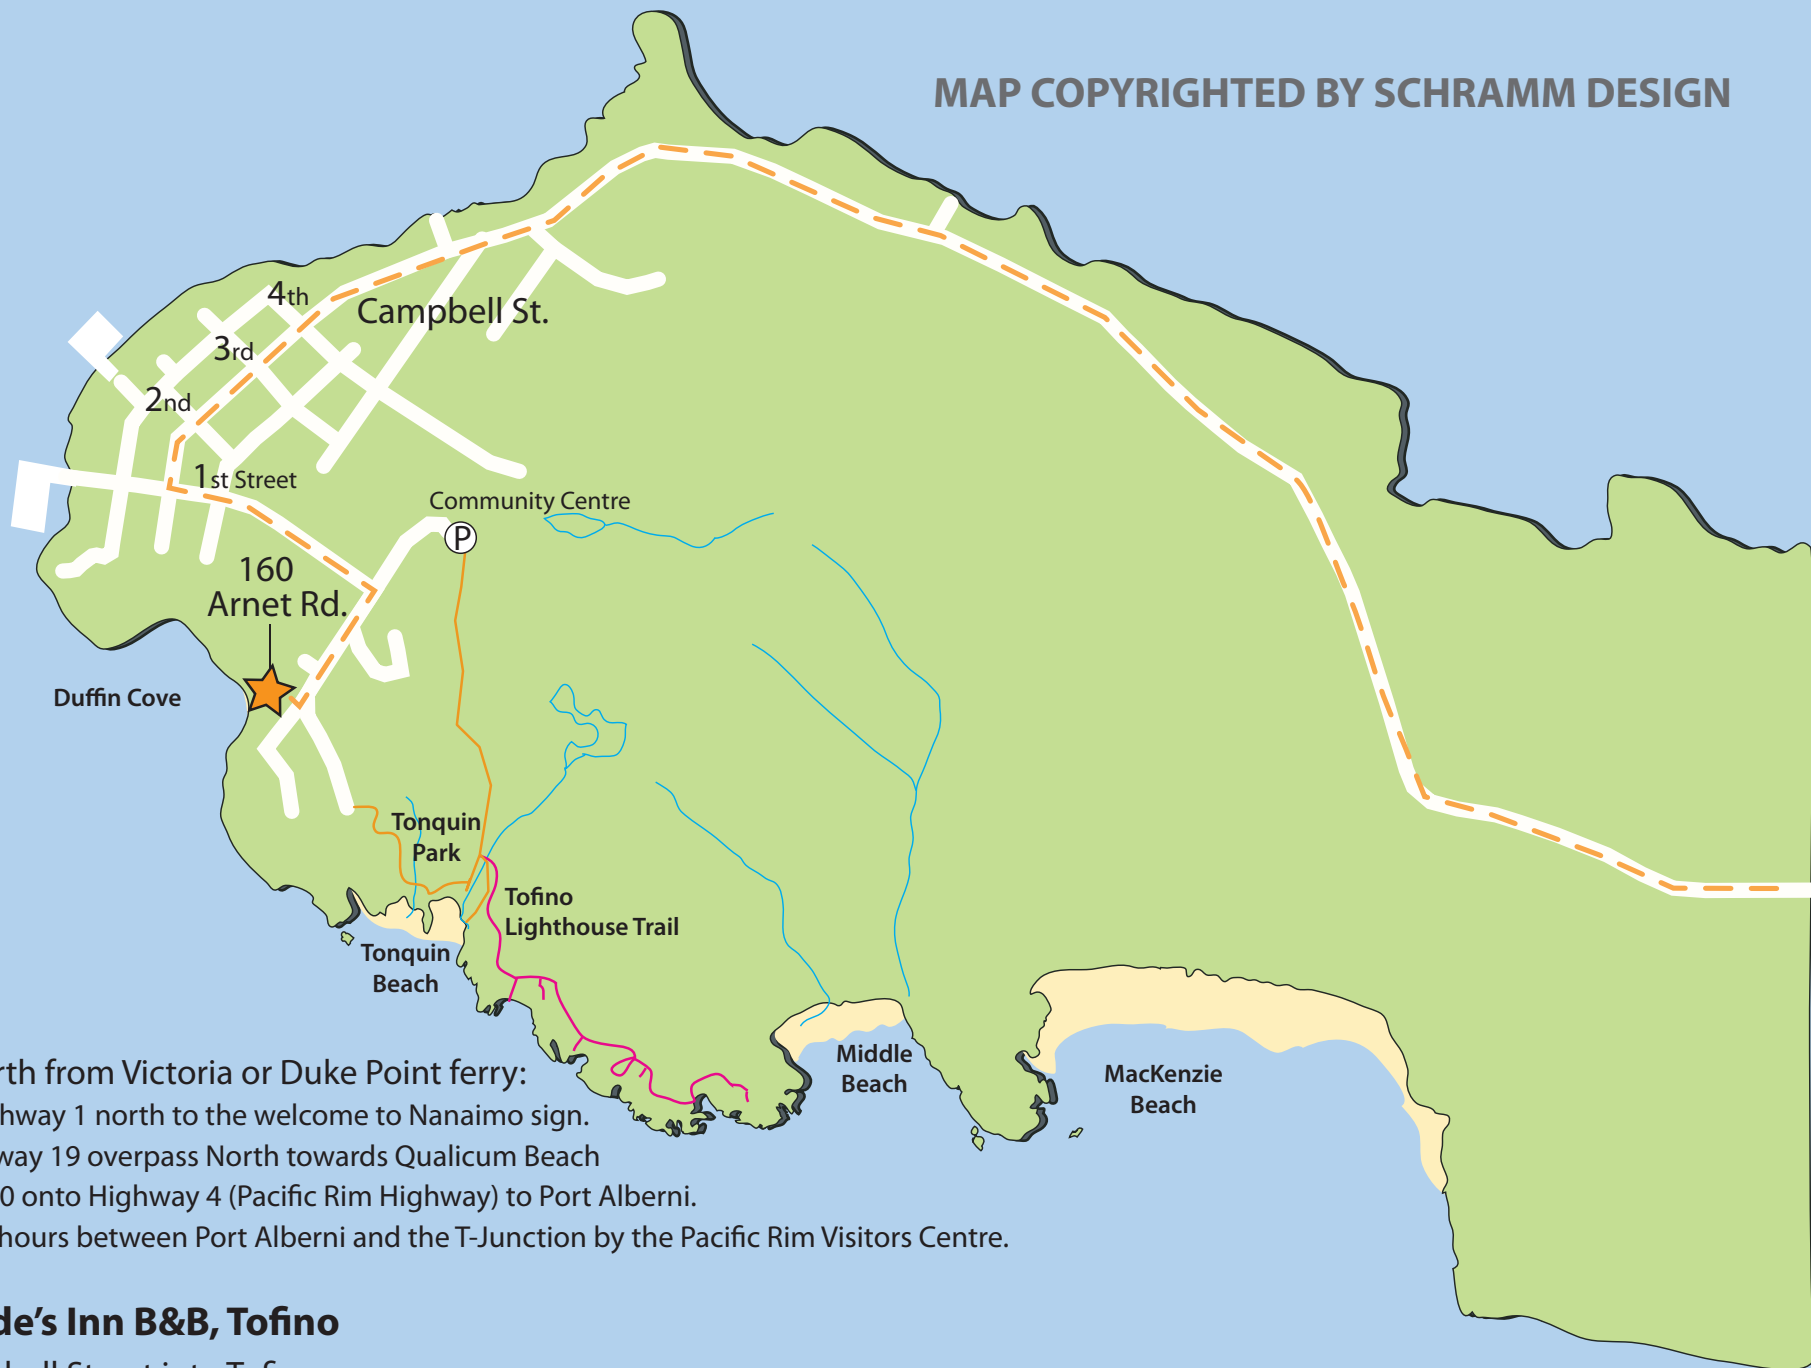 MAP COPYRIGHTED BY SCHRAMM DESIGN
4th
Campbell St.
3rd
2nd
1st Street
Community Centre
P
160
Arnet Rd.
Duffin Cove
Tonquin
Park
Tofino
Lighthouse Trail
Tonquin
Beach
Middle
Beach
MacKenzie
Beach
rth from Victoria or Duke Point ferry:
hway 1 north to the welcome to Nanaimo sign.
way 19 overpass North towards Qualicum Beach
0 onto Highway 4 (Pacific Rim Highway) to Port Alberni.
hours between Port Alberni and the T-Junction by the Pacific Rim Visitors Centre.
de's Inn B&B, Tofino